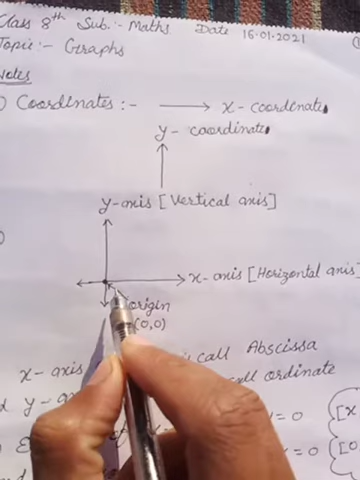 Class 8th Sub:- Maths Date 16-01-2021
Topic:- Graphs
Notes
Coordinates:- x-coordinate
y-coordinate
y-axis [Vertical axis]
x-axis [Horizontal axis]
origin
(0,0)
x-axis call Abscissa
y- call ordinate
= 0 [x
y = 0 [0